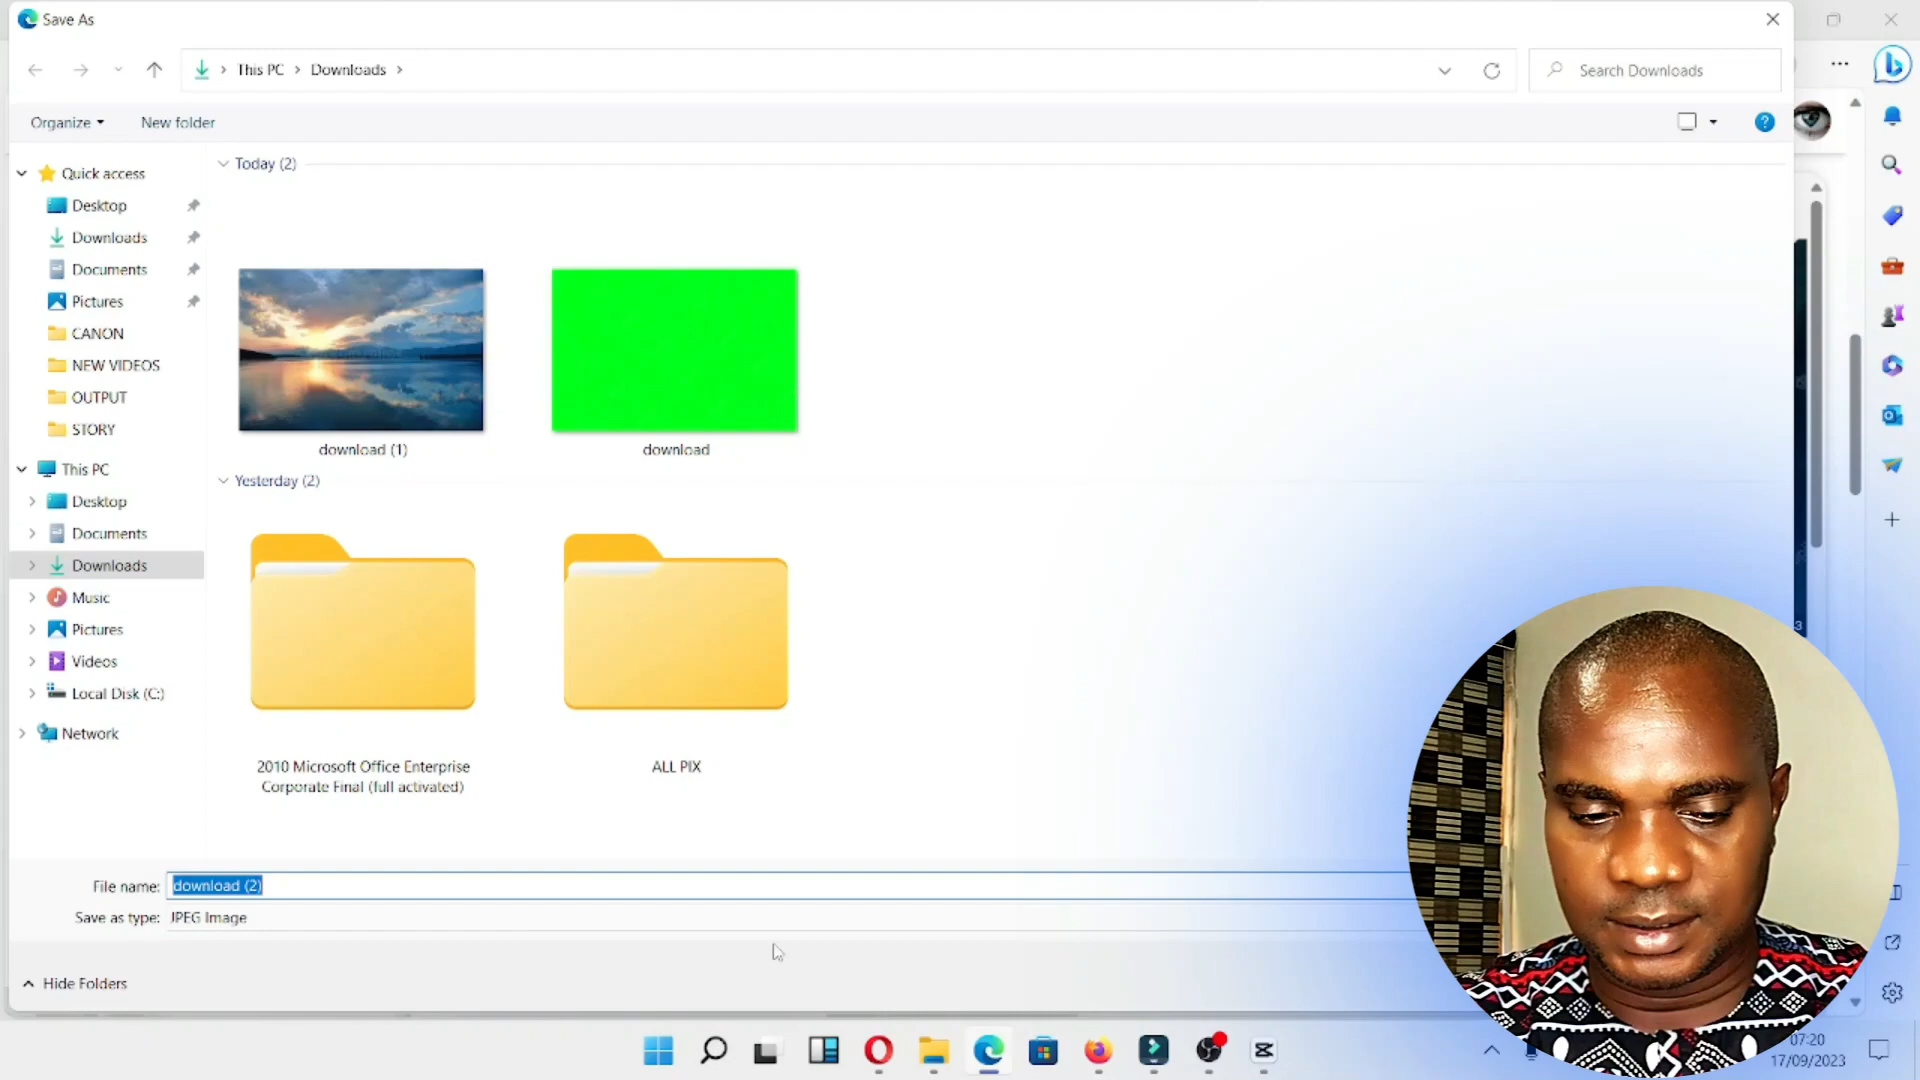 Save As
This PC > Downloads >
Search Downloads
Organize
New folder
Quick access
Desktop
Downloads
Documents
Pictures
CANON
NEW VIDEOS
OUTPUT
STORY
This PC
Desktop
Documents
Downloads
Music
Pictures
Videos
Local Disk (C:)
Network
Today (2)
download (1)
download
Yesterday (2)
2010 Microsoft Office Enterprise
Corporate Final (full activated)
ALL PIX
File name: download (2)
Save as type: JPEG Image
Hide Folders
07:20
17/09/2023